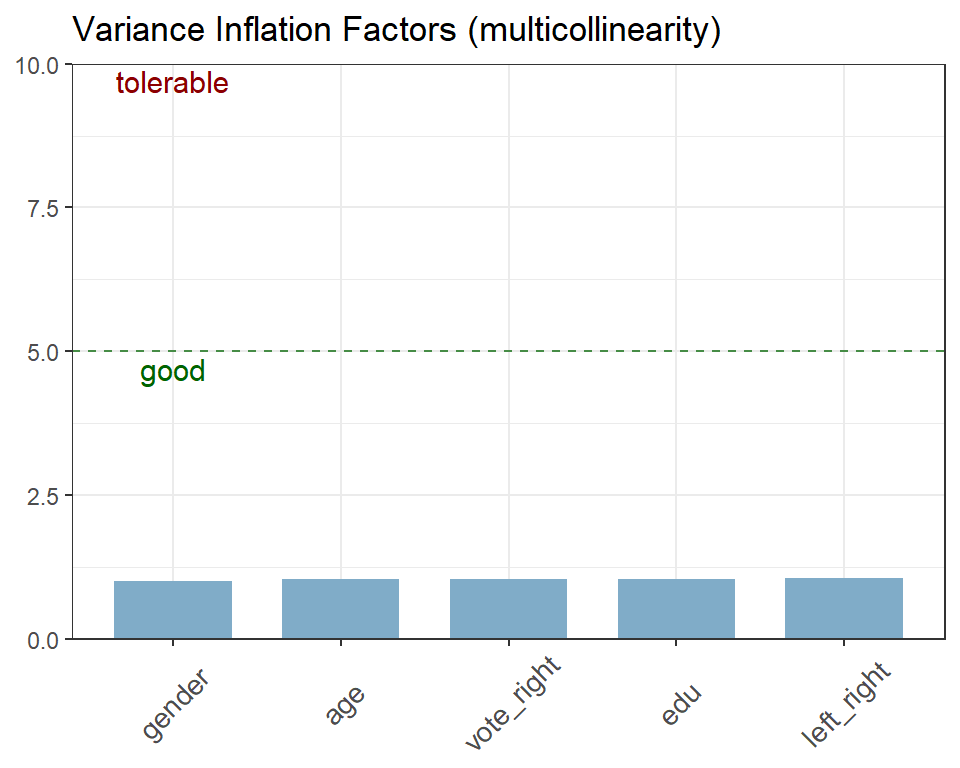 Variance Inflation Factors (multicollinearity)
10.0
tolerable
7.5
5.0
good
2.5
0.0
gender
age
vote_right
edu
left_right